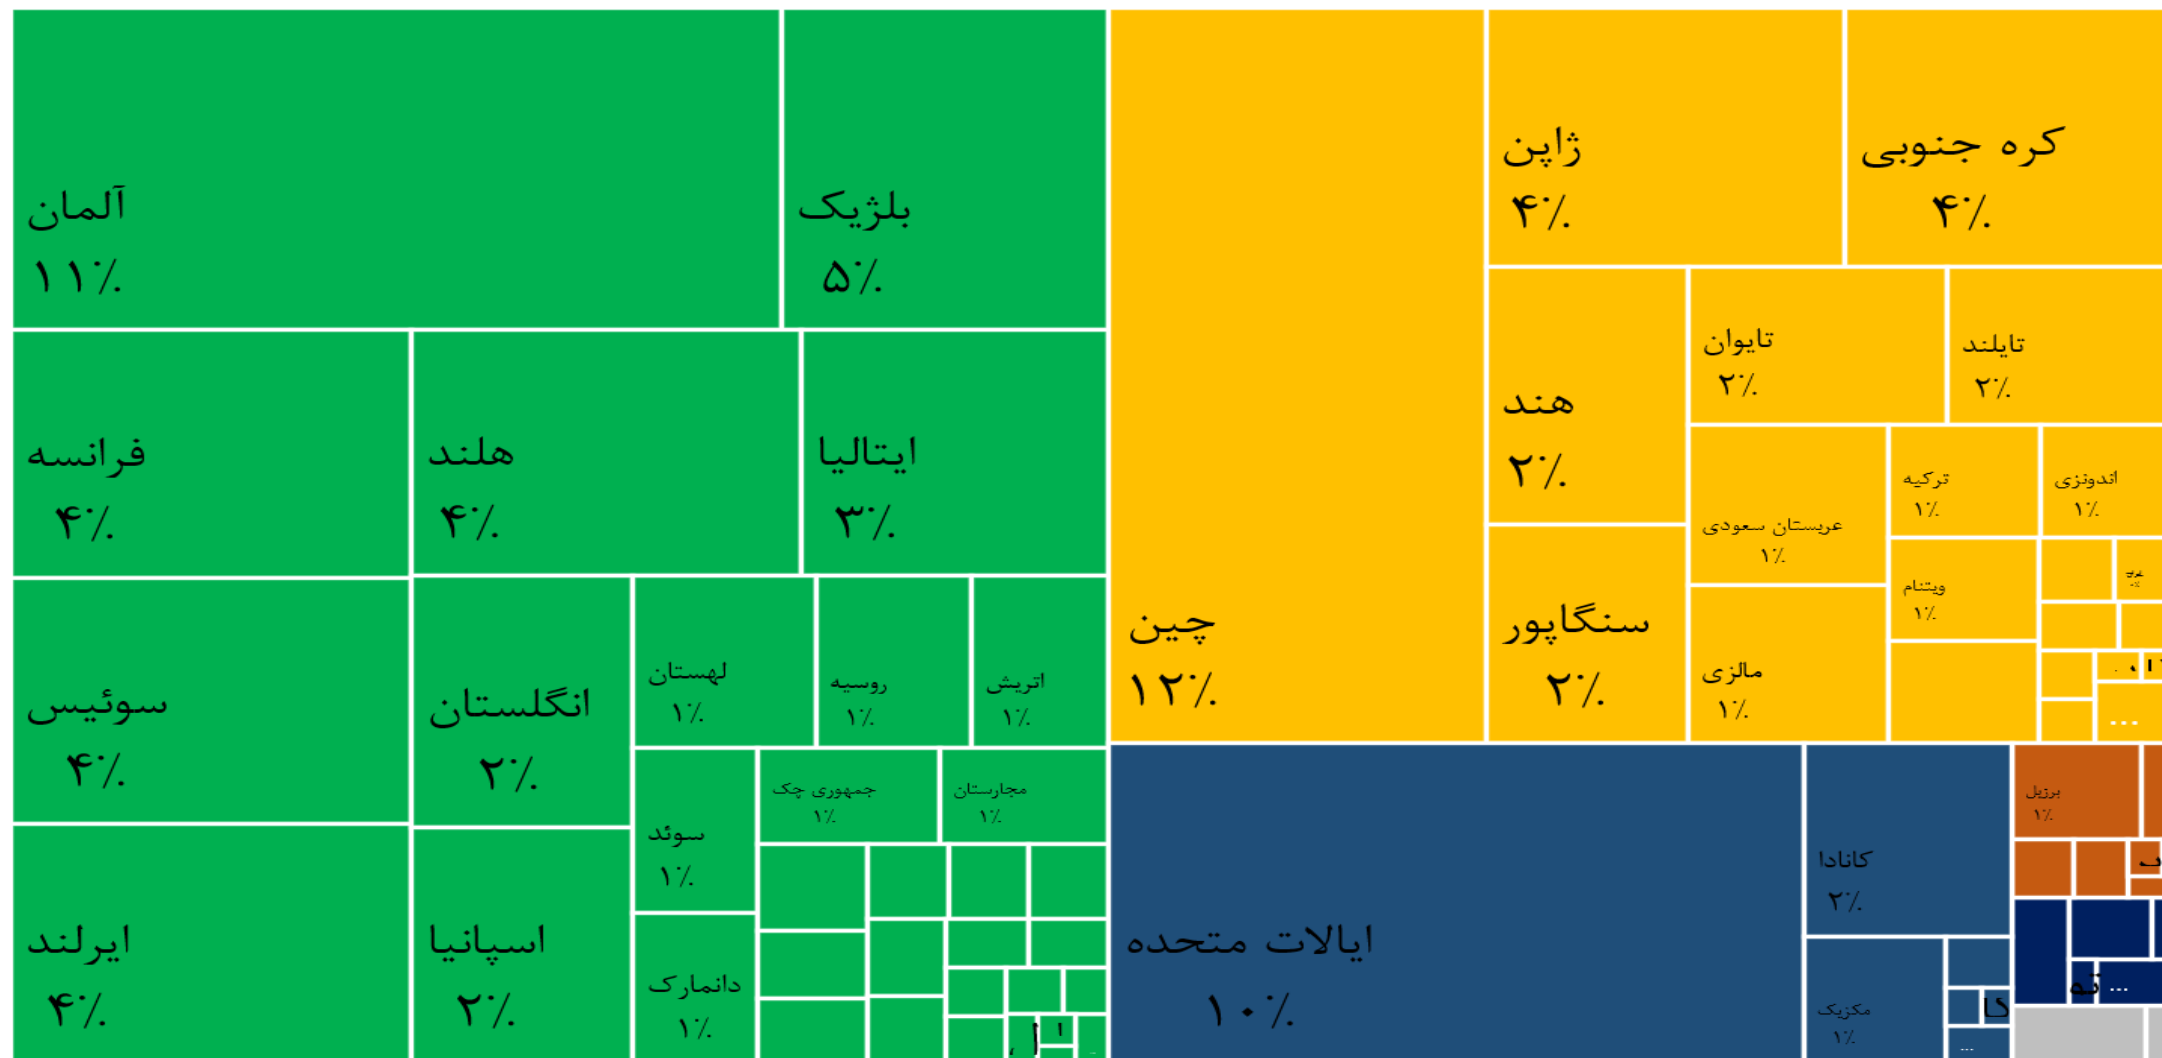 آلمان
۱۱٪
بلژیک
۵٪
فرانسه
۴٪
هلند
۴٪
ایتالیا
۳٪
سوئیس
۴٪
انگلستان
۲٪
لهستان
۱٪
روسیه
۱٪
اتریش
۱٪
ایرلند
۴٪
اسپانیا
۲٪
سوئد
۱٪
جمهوری چک
۱٪
مجارستان
۱٪
دانمارک
۱٪
چین
۱۲٪
ژاپن
۴٪
کره جنوبی
۴٪
هند
۲٪
تایوان
۲٪
تایلند
۲٪
سنگاپور
۲٪
عربستان سعودی
۱٪
ترکیه
۱٪
اندونزی
۱٪
مالزی
۱٪
ویتنام
۱٪
...
ایالات متحده
۱۰٪
کانادا
۲٪
مکزیک
۱٪
کا
...
برزیل
۱٪
تو
...